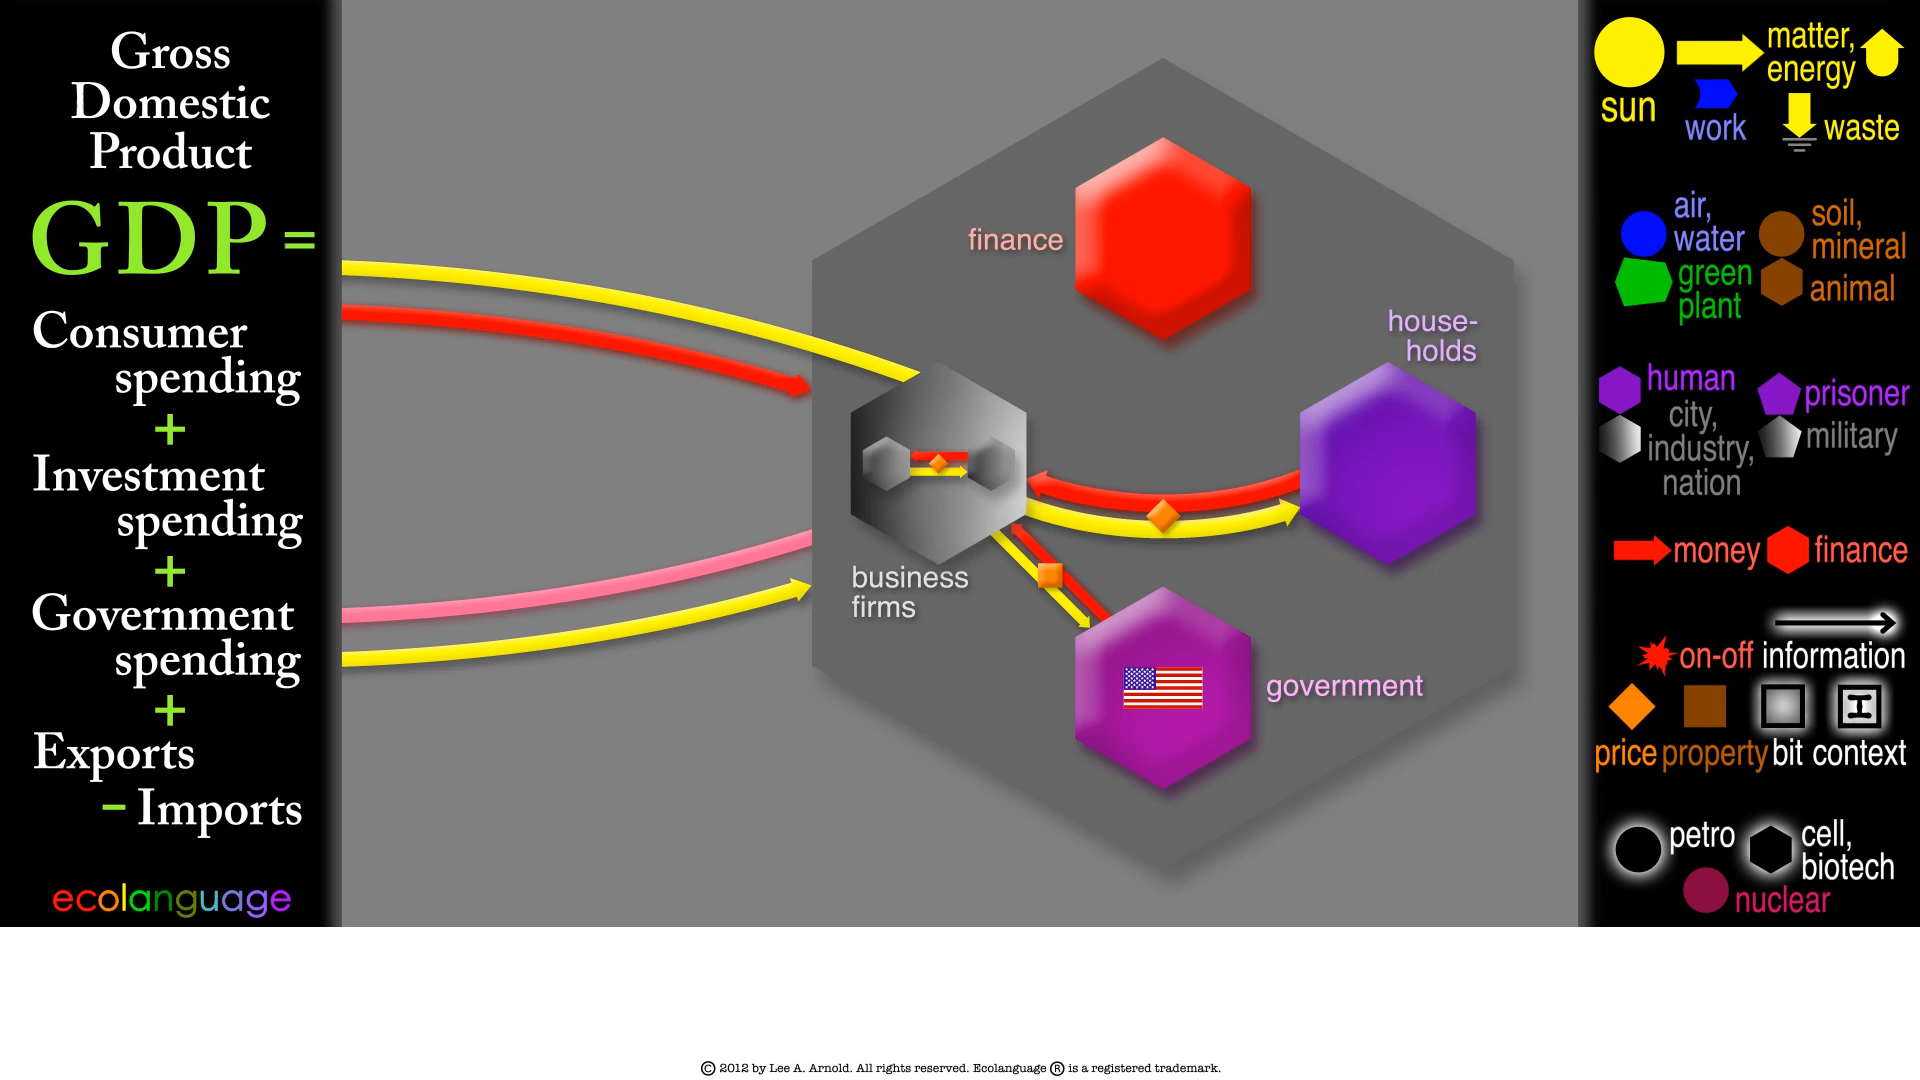 Gross
Domestic
Product
GDP =
Consumer
spending
+
Investment
spending
+
Government
spending
+
Exports
- Imports
ecolanguage
finance
house-
holds
business
firms
government
sun
matter,
energy
work
waste
air,
water
soil,
mineral
green
plant
animal
human
prisoner
city,
industry,
nation
military
money
finance
on-off
information
price
property
bit
context
petro
cell,
biotech
nuclear
© 2012 by Lee A. Arnold. All rights reserved. Ecolanguage ® is a registered trademark.